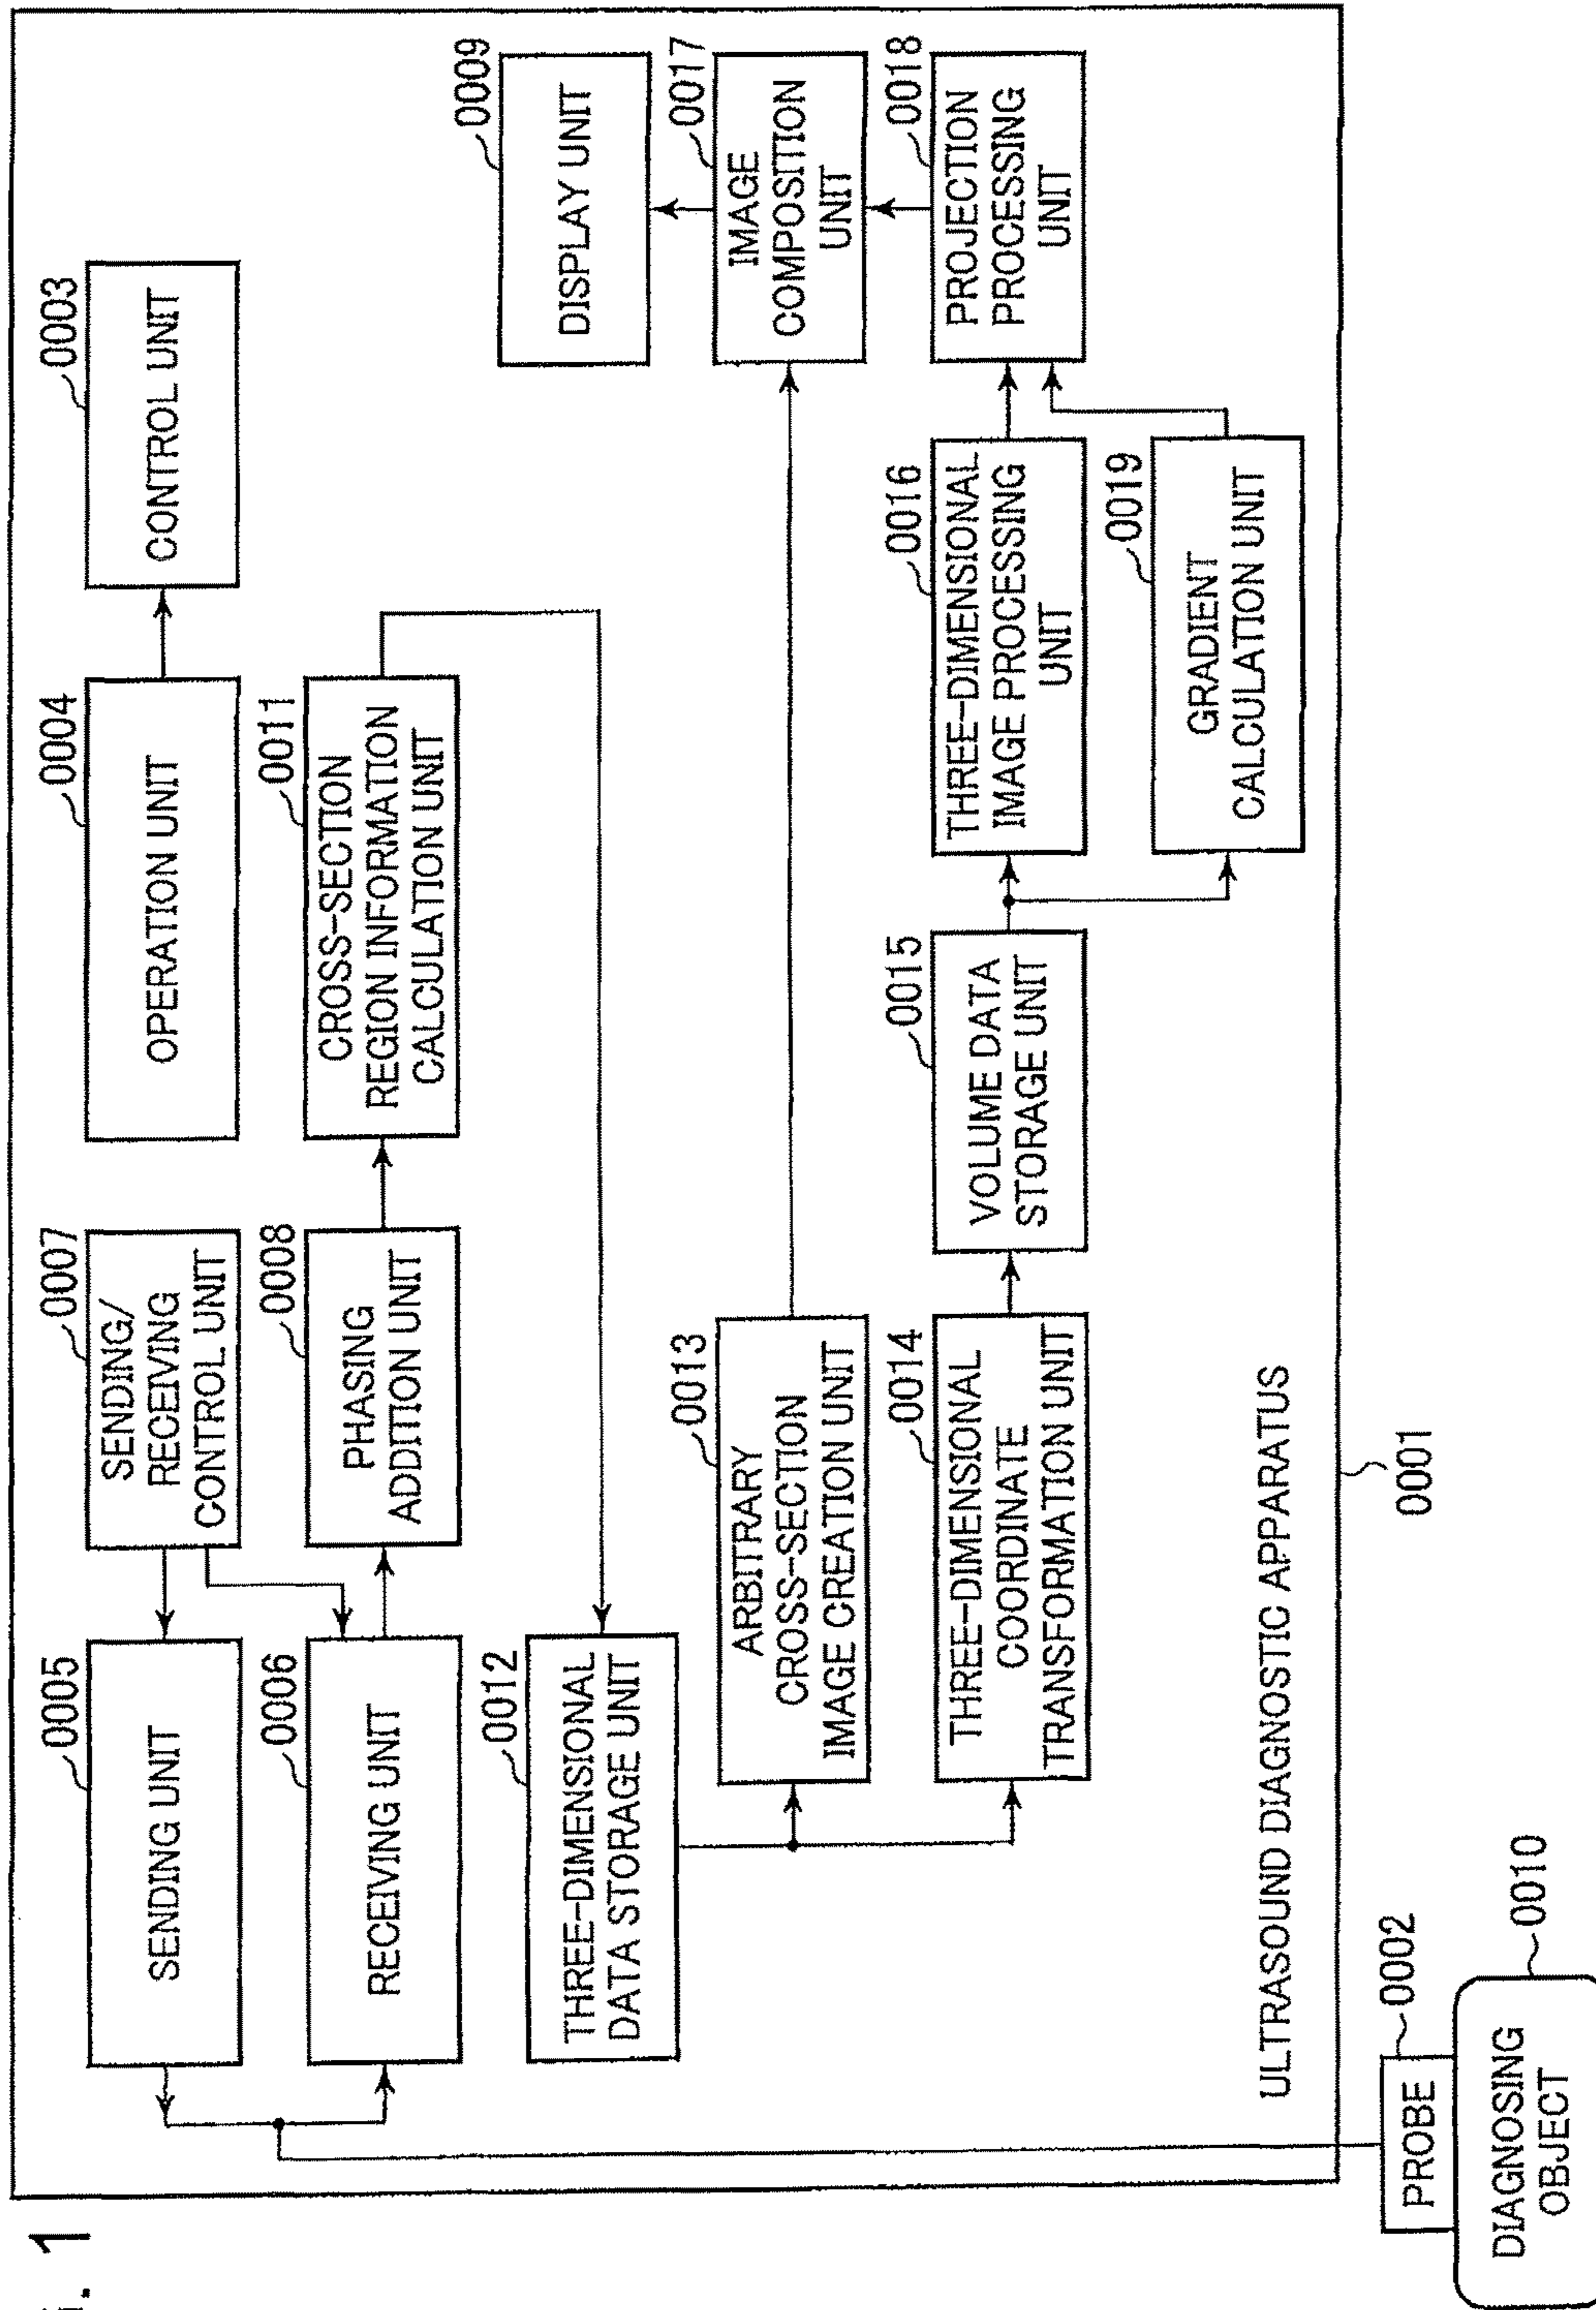 . 1
0005
SENDING UNIT
0007
SENDING/
RECEIVING
CONTROL UNIT
0004
OPERATION UNIT
0003
CONTROL UNIT
0006
RECEIVING UNIT
0008
PHASING
ADDITION UNIT
0011
CROSS-SECTION
REGION INFORMATION
CALCULATION UNIT
0012
THREE-DIMENSIONAL
DATA STORAGE UNIT
0009
DISPLAY UNIT
0013
ARBITRARY
CROSS-SECTION
IMAGE CREATION UNIT
0017
IMAGE
COMPOSITION
UNIT
0014
THREE-DIMENSIONAL
COORDINATE
TRANSFORMATION UNIT
0015
VOLUME DATA
STORAGE UNIT
0016
THREE-DIMENSIONAL
IMAGE PROCESSING
UNIT
0018
PROJECTION
PROCESSING
UNIT
0019
GRADIENT
CALCULATION UNIT
ULTRASOUND DIAGNOSTIC APPARATUS
0001
PROBE
0002
DIAGNOSING
OBJECT
0010